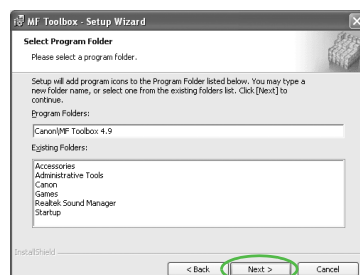 MF Toolbox - Setup Wizard
Select Program Folder
Please select a program folder.
Setup will add program icons to the Program Folder listed below. You may type a
new folder name, or select one from the existing folders list. Click [Next] to
continue.
Program Folders:
Canon\MF Toolbox 4.9
Existing Folders:
Accessories
Administrative Tools
Canon
Games
Realtek Sound Manager
Startup
InstallShield
< Back
Next >
Cancel